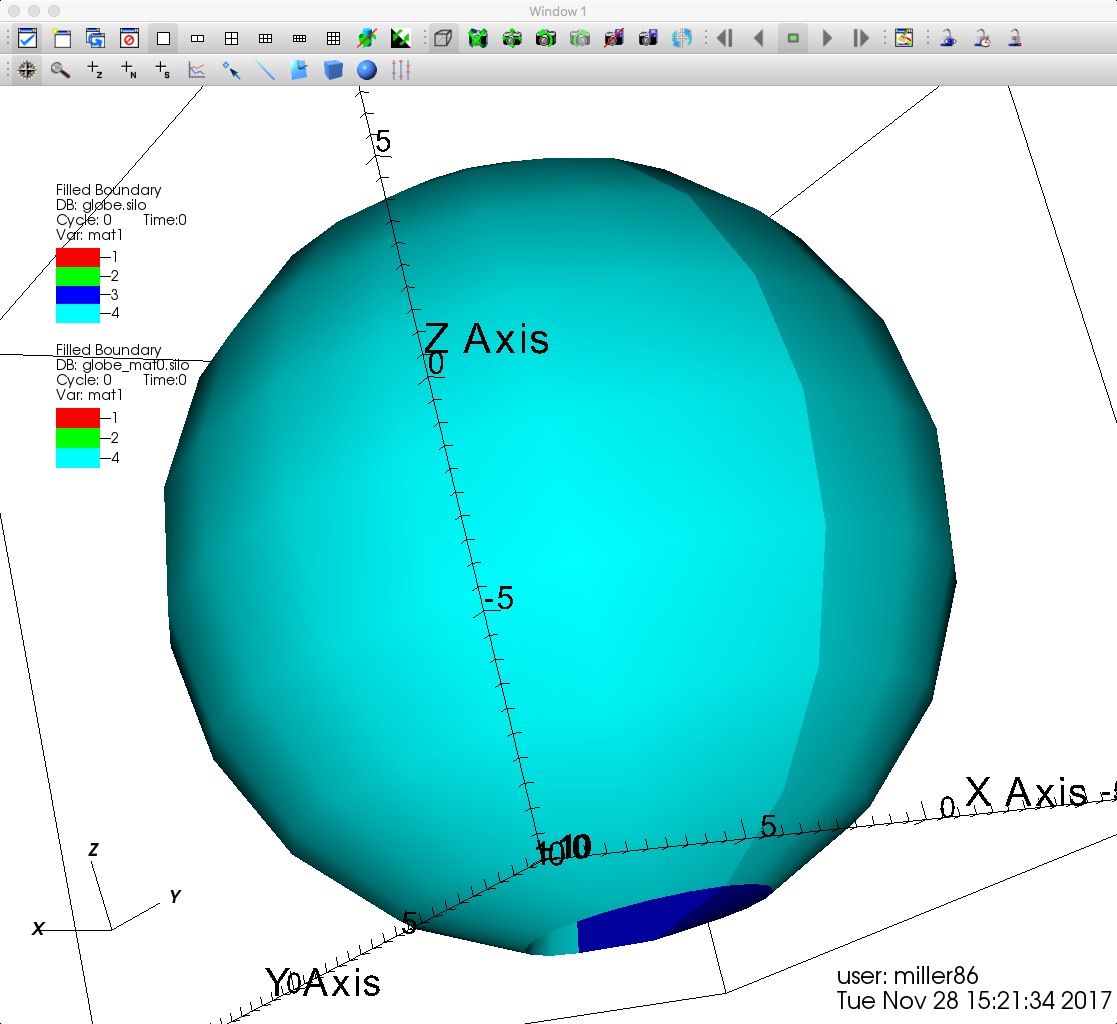 Window 1
5
Filled Boundary
DB: globe.silo
Cycle: 0 Time:0
Var: mat1
1
2
3
4
Z Axis
0
Filled Boundary
DB: globe_mat0.silo
Cycle: 0 Time:0
Var: mat1
1
2
4
-5
X Axis
0
5
10
-10
5
Y Axis
0
Z
Y
X
user: miller86
Tue Nov 28 15:21:34 2017